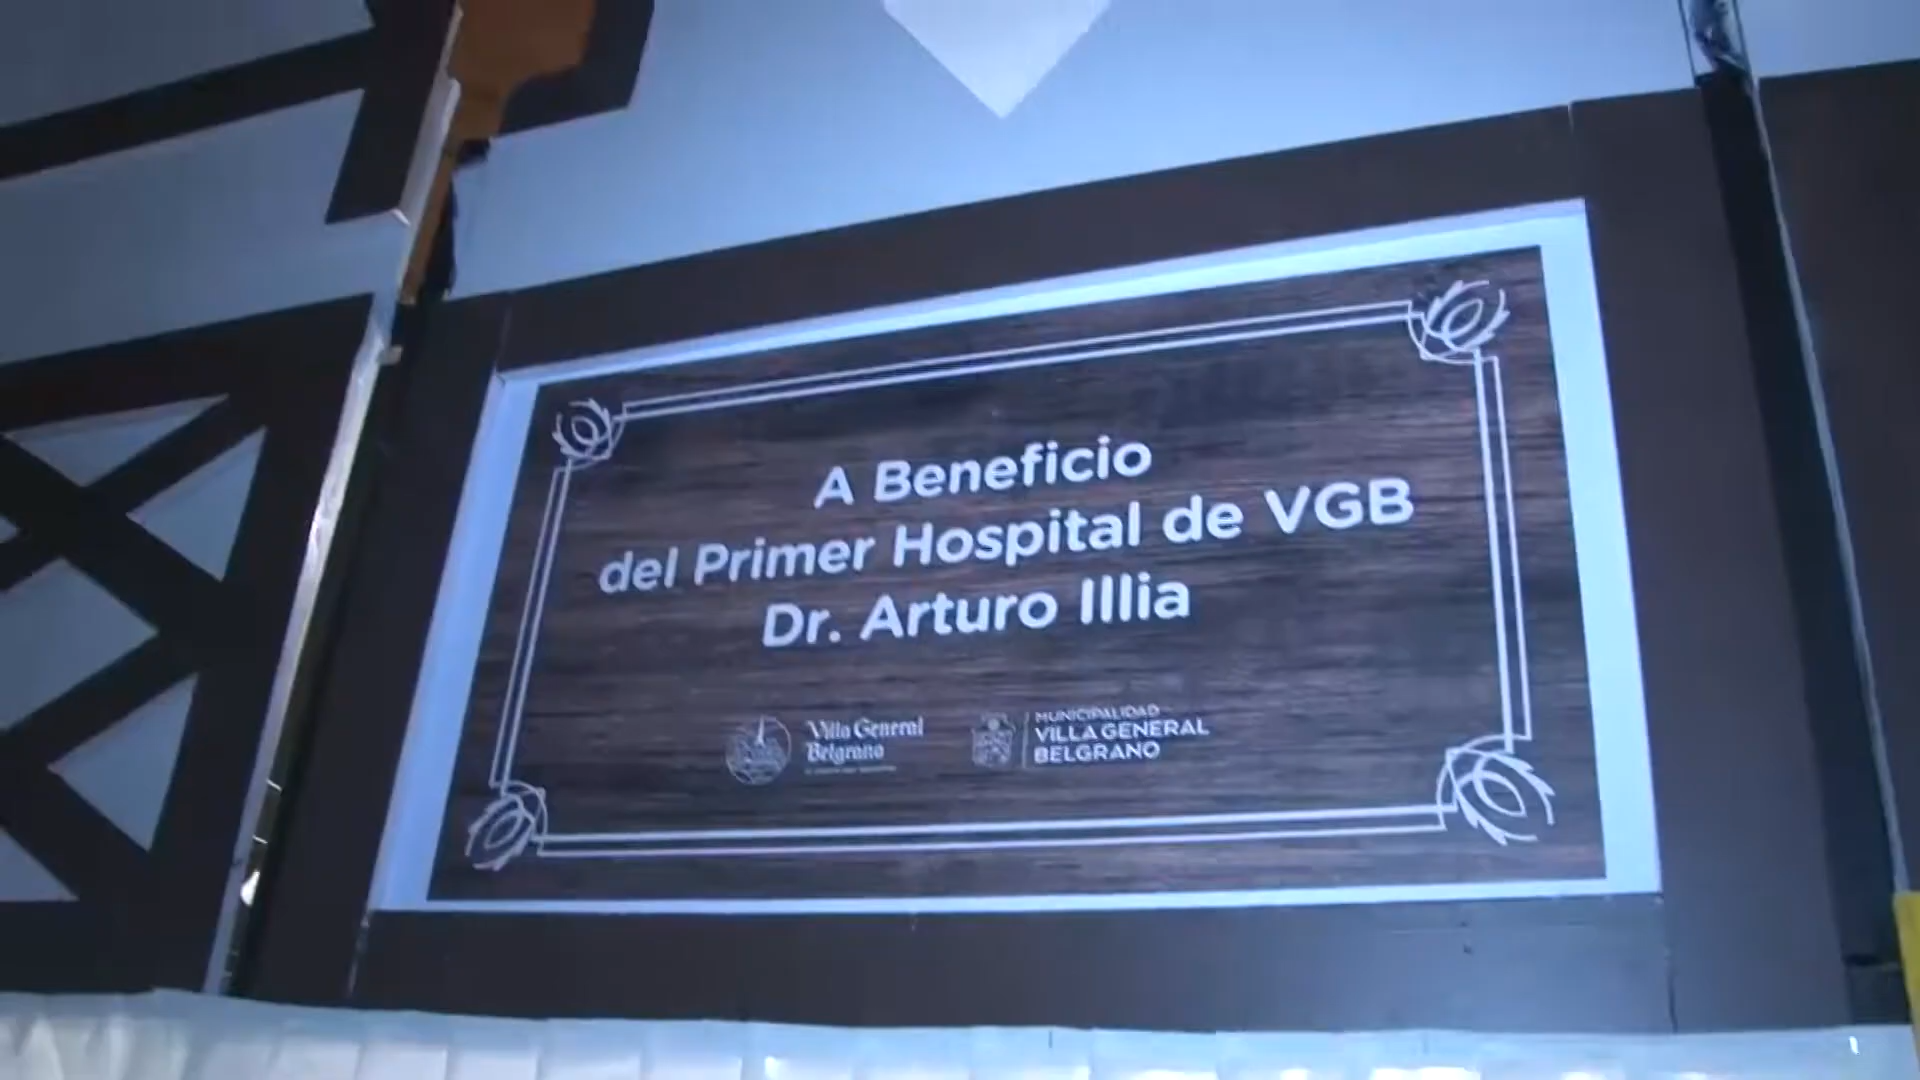 A Beneficio
del Primer Hospital de VGB
Dr. Arturo Illia
Villa General
Belgrano
MUNICIPALIDAD
VILLA GENERAL
BELGRANO